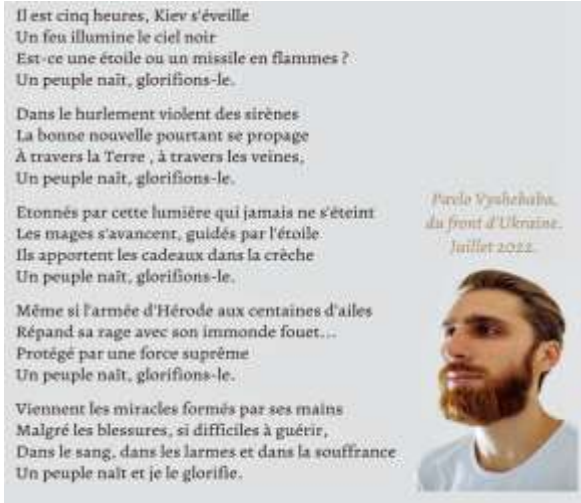 Il est cinq heures, Kiev s'éveille
Un feu illumine le ciel noir
Est-ce une étoile ou un missile en flammes ?
Un peuple naît, glorifions-le.
Dans le hurlement violent des sirènes
La bonne nouvelle pourtant se propage
À travers la Terre , à travers les veines,
Un peuple naît, glorifions-le.
Etonnés par cette lumière qui jamais ne s'éteint
Les mages s'avancent, guidés par l'étoile
Ils apportent les cadeaux dans la crèche
Un peuple naît, glorifions-le.
Même si l'armée d'Hérode aux centaines d'ailes
Répand sa rage avec son immonde fouet...
Protégé par une force suprême
Un peuple naît, glorifions-le.
Viennent les miracles formés par ses mains
Malgré les blessures, si difficiles à guérir,
Dans le sang, dans les larmes et dans la souffrance
Un peuple naît et je le glorifie.
Pavlo Vyshebaba,
du front d'Ukraine.
Juillet 2022.